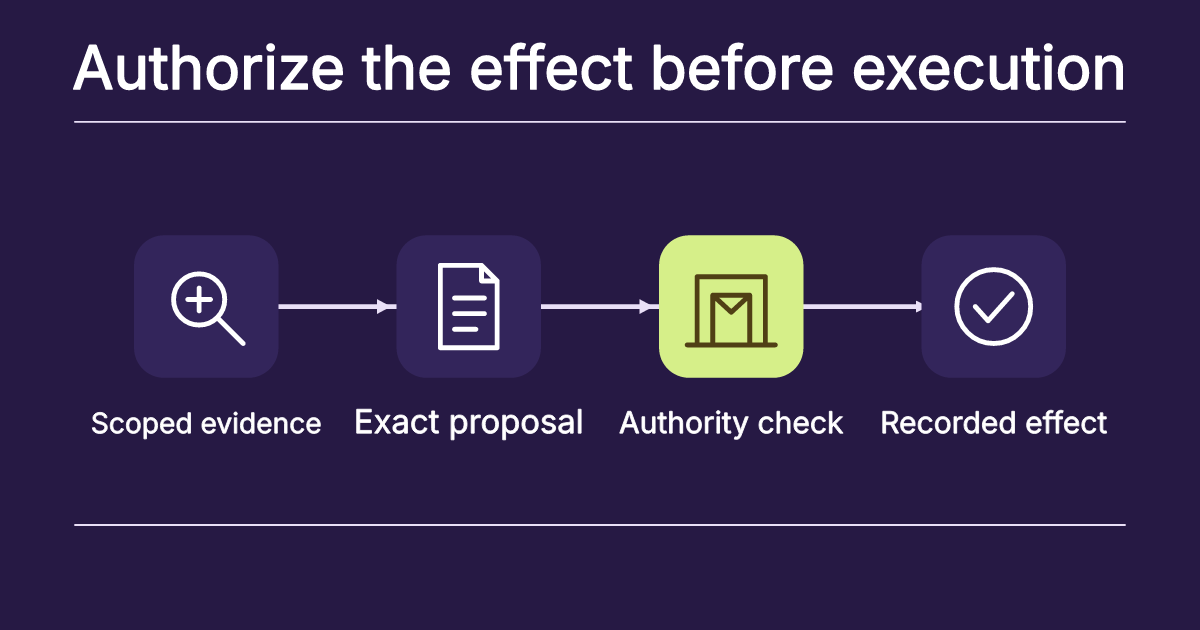 Authorize the effect before execution
Scoped evidence
Exact proposal
Authority check
Recorded effect